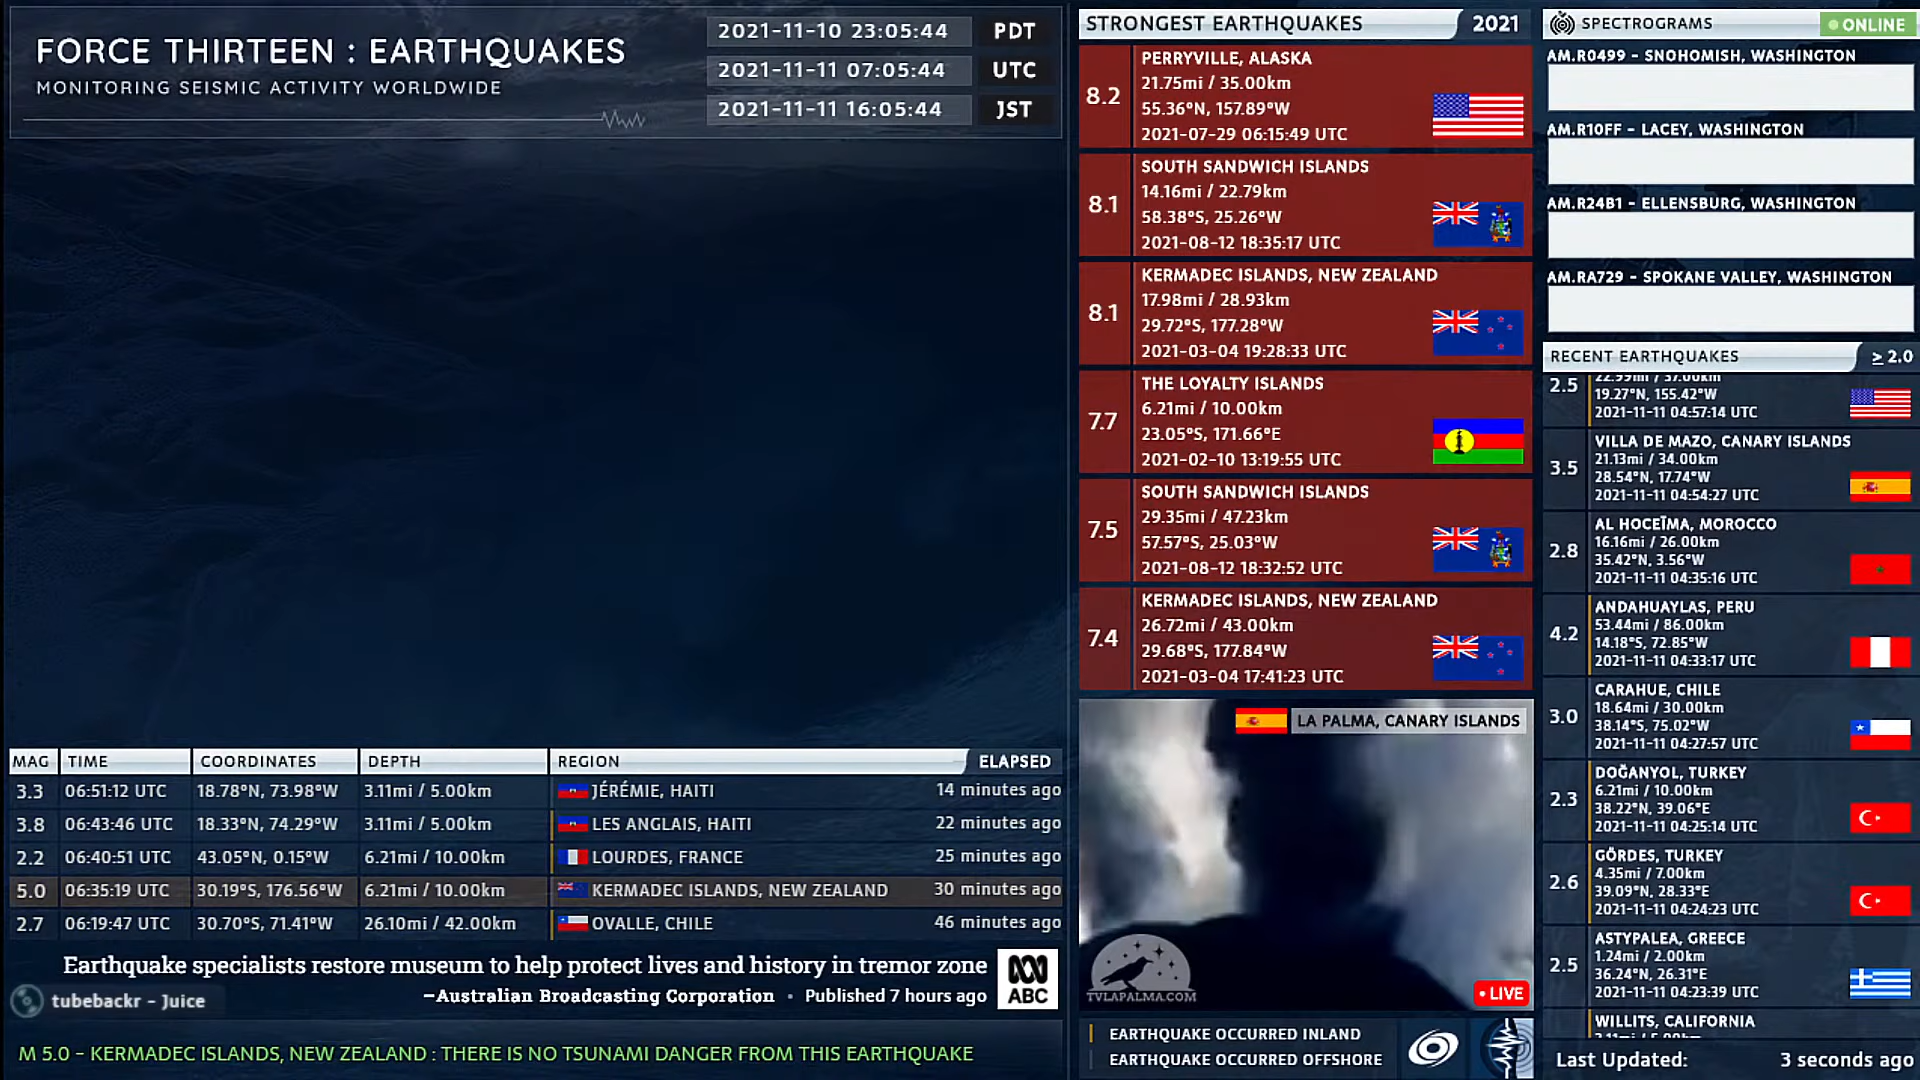 FORCE THIRTEEN : EARTHQUAKES
MONITORING SEISMIC ACTIVITY WORLDWIDE
2021-11-10 23:05:44 PDT
2021-11-11 07:05:44 UTC
2021-11-11 16:05:44 JST
MAG TIME COORDINATES DEPTH REGION ELAPSED
3.3 06:51:12 UTC 18.78°N, 73.98°W 3.11mi / 5.00km JÉRÉMIE, HAITI 14 minutes ago
3.8 06:43:46 UTC 18.33°N, 74.29°W 3.11mi / 5.00km LES ANGLAIS, HAITI 22 minutes ago
2.2 06:40:51 UTC 43.05°N, 0.15°W 6.21mi / 10.00km LOURDES, FRANCE 25 minutes ago
5.0 06:35:19 UTC 30.19°S, 176.56°W 6.21mi / 10.00km KERMADEC ISLANDS, NEW ZEALAND 30 minutes ago
2.7 06:19:47 UTC 30.70°S, 71.41°W 26.10mi / 42.00km OVALLE, CHILE 46 minutes ago
Earthquake specialists restore museum to help protect lives and history in tremor zone
–Australian Broadcasting Corporation • Published 7 hours ago
ABC
tubebackr - Juice
M 5.0 - KERMADEC ISLANDS, NEW ZEALAND : THERE IS NO TSUNAMI DANGER FROM THIS EARTHQUAKE
STRONGEST EARTHQUAKES 2021
8.2
PERRYVILLE, ALASKA
21.75mi / 35.00km
55.36°N, 157.89°W
2021-07-29 06:15:49 UTC
8.1
SOUTH SANDWICH ISLANDS
14.16mi / 22.79km
58.38°S, 25.26°W
2021-08-12 18:35:17 UTC
8.1
KERMADEC ISLANDS, NEW ZEALAND
17.98mi / 28.93km
29.72°S, 177.28°W
2021-03-04 19:28:33 UTC
7.7
THE LOYALTY ISLANDS
6.21mi / 10.00km
23.05°S, 171.66°E
2021-02-10 13:19:55 UTC
7.5
SOUTH SANDWICH ISLANDS
29.35mi / 47.23km
57.57°S, 25.03°W
2021-08-12 18:32:52 UTC
7.4
KERMADEC ISLANDS, NEW ZEALAND
26.72mi / 43.00km
29.68°S, 177.84°W
2021-03-04 17:41:23 UTC
LA PALMA, CANARY ISLANDS
TVLAPALMA.COM
• LIVE
EARTHQUAKE OCCURRED INLAND
EARTHQUAKE OCCURRED OFFSHORE
SPECTROGRAMS ONLINE
AM.R0499 - SNOHOMISH, WASHINGTON
AM.R10FF - LACEY, WASHINGTON
AM.R24B1 - ELLENSBURG, WASHINGTON
AM.RA729 - SPOKANE VALLEY, WASHINGTON
RECENT EARTHQUAKES ≥ 2.0
2.5
22.99mi / 37.00km
19.27°N, 155.42°W
2021-11-11 04:57:14 UTC
3.5
VILLA DE MAZO, CANARY ISLANDS
21.13mi / 34.00km
28.54°N, 17.74°W
2021-11-11 04:54:27 UTC
2.8
AL HOCEÏMA, MOROCCO
16.16mi / 26.00km
35.42°N, 3.56°W
2021-11-11 04:35:16 UTC
4.2
ANDAHUAYLAS, PERU
53.44mi / 86.00km
14.18°S, 72.85°W
2021-11-11 04:33:17 UTC
3.0
CARAHUE, CHILE
18.64mi / 30.00km
38.14°S, 75.02°W
2021-11-11 04:27:57 UTC
2.3
DOĞANYOL, TURKEY
6.21mi / 10.00km
38.22°N, 39.06°E
2021-11-11 04:25:14 UTC
2.6
GÖRDES, TURKEY
4.35mi / 7.00km
39.09°N, 28.33°E
2021-11-11 04:24:23 UTC
2.5
ASTYPALEA, GREECE
1.24mi / 2.00km
36.24°N, 26.31°E
2021-11-11 04:23:39 UTC
WILLITS, CALIFORNIA
Last Updated: 3 seconds ago